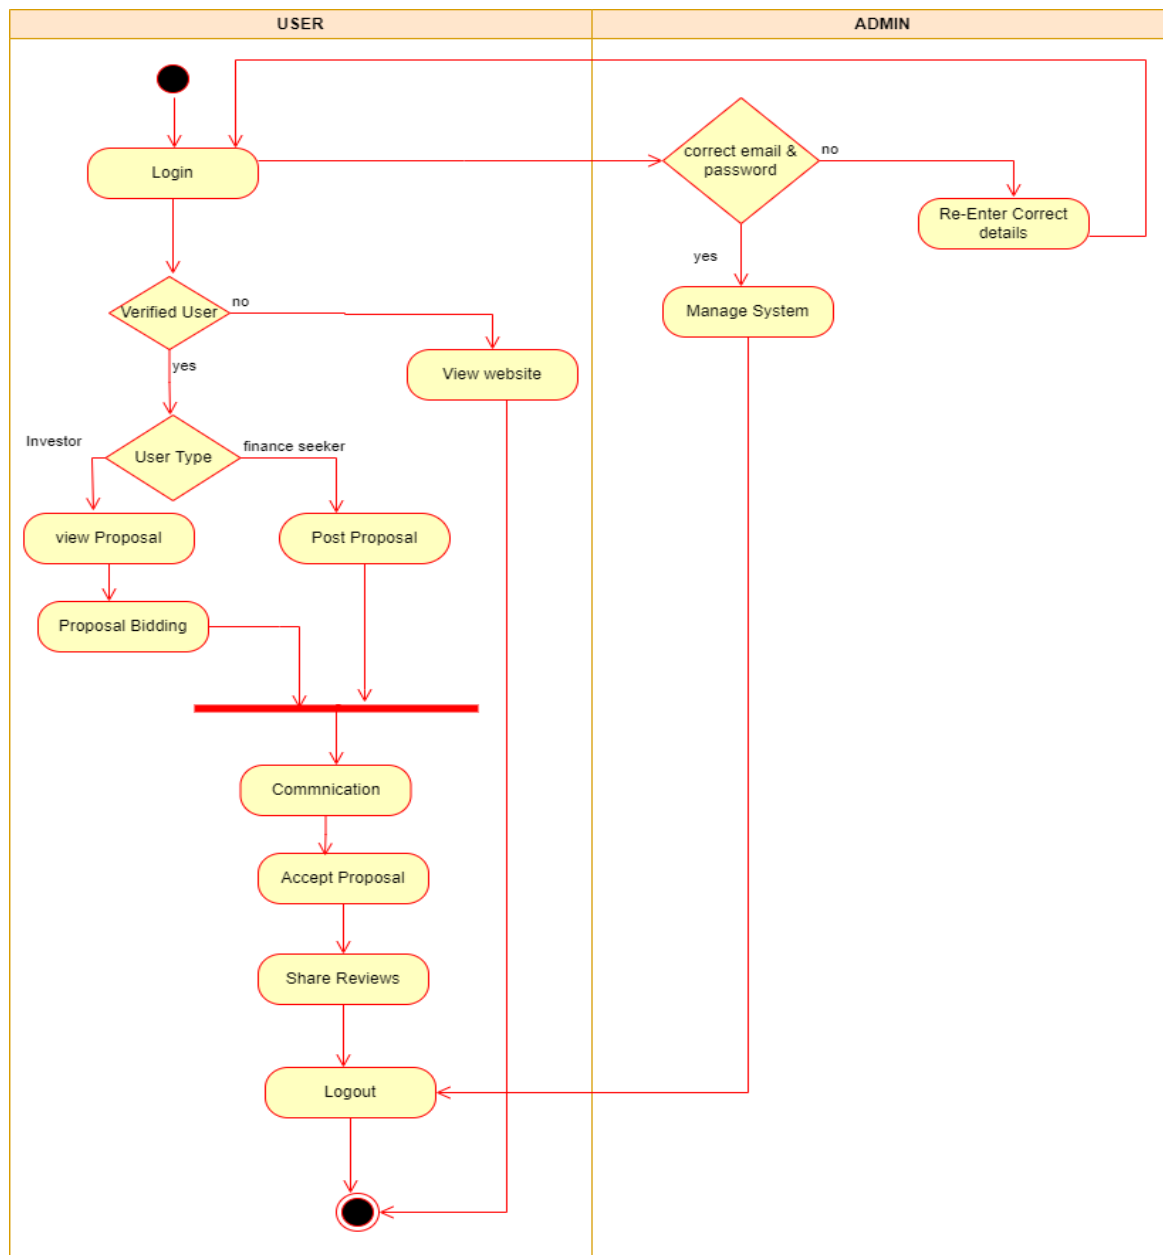 USER
ADMIN
Login
correct email &
password
no
Re-Enter Correct
details
yes
Manage System
Verified User
no
View website
yes
Investor
User Type
finance seeker
view Proposal
Post Proposal
Proposal Bidding
Commnication
Accept Proposal
Share Reviews
Logout